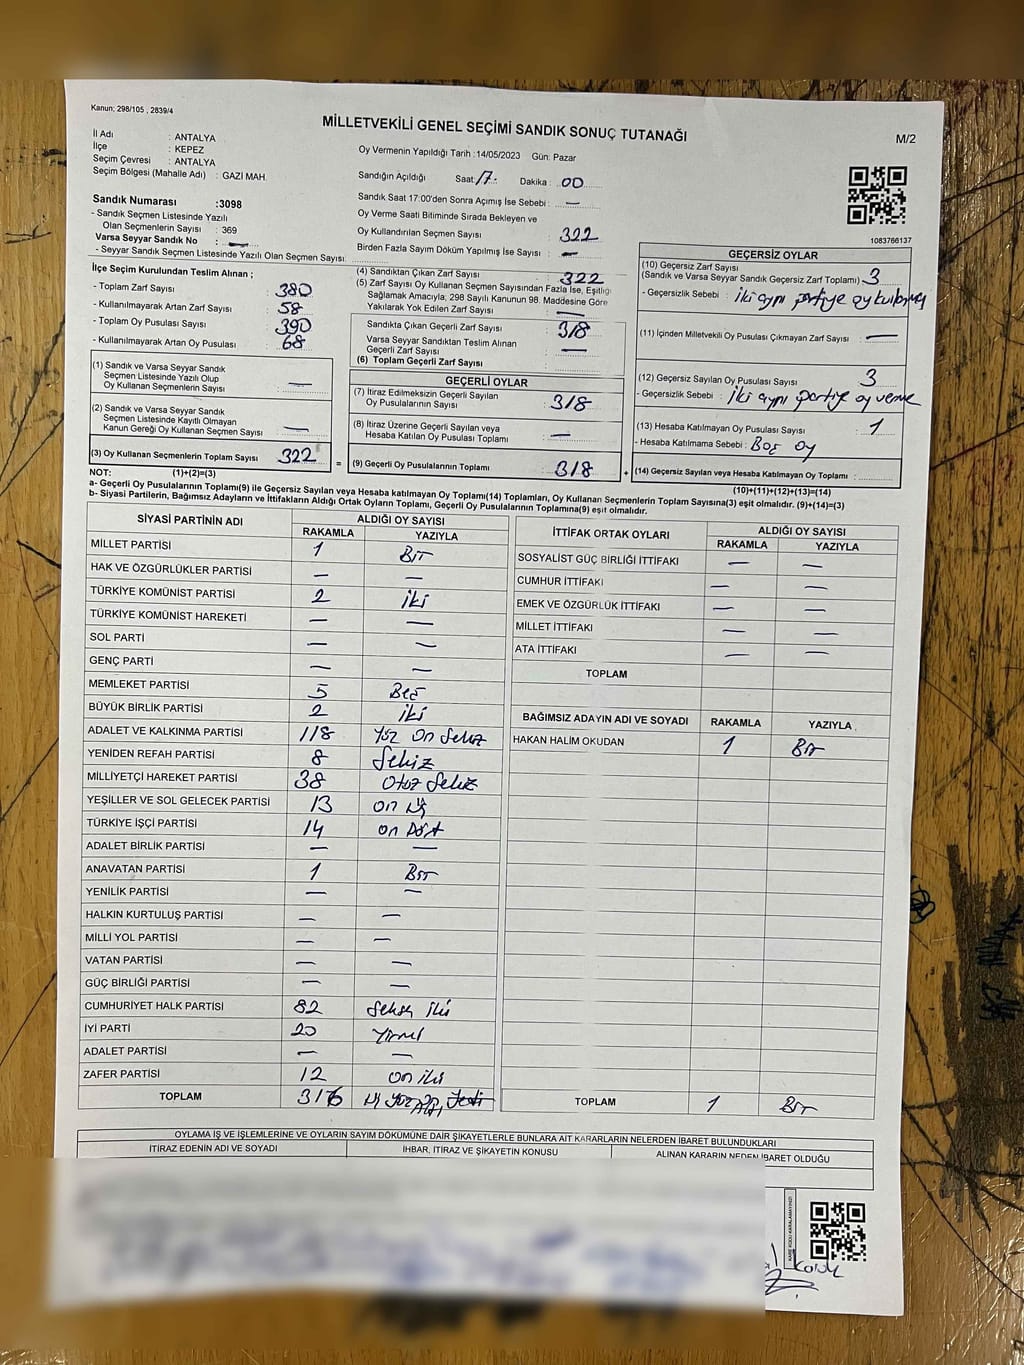 Kanun: 298/105 , 2839/4
MİLLETVEKİLİ GENEL SEÇİMİ SANDIK SONUÇ TUTANAĞI
M/2
İl Adı : ANTALYA
İlçe : KEPEZ
Seçim Çevresi : ANTALYA
Seçim Bölgesi (Mahalle Adı) : GAZI MAH.
Oy Vermenin Yapıldığı Tarih :14/05/2023 Gün: Pazar
Sandığın Açıldığı Saat: 17 Dakika : 00
Sandık Saat 17:00'den Sonra Açımış İse Sebebi : —
Oy Verme Saati Bitiminde Sırada Bekleyen ve
Oy Kullandırılan Seçmen Sayısı : 322
Birden Fazla Sayım Döküm Yapılmış İse Sayısı : —
Sandık Numarası :3098
- Sandık Seçmen Listesinde Yazılı
Olan Seçmenlerin Sayısı : 369
Varsa Seyyar Sandık No : —
- Seyyar Sandık Seçmen Listesinde Yazılı Olan Seçmen Sayısı:
1083766137
İlçe Seçim Kurulundan Teslim Alınan ;
- Toplam Zarf Sayısı : 380
- Kullanılmayarak Artan Zarf Sayısı : 58
- Toplam Oy Pusulası Sayısı : 390
- Kullanılmayarak Artan Oy Pusulası : 68
(4) Sandıktan Çıkan Zarf Sayısı : 322
(5) Zarf Sayısı Oy Kullanan Seçmen Sayısından Fazla İse, Eşitliği
Sağlamak Amacıyla; 298 Sayılı Kanunun 98. Maddesine Göre
Yakılarak Yok Edilen Zarf Sayısı : —
Sandıkta Çıkan Geçerli Zarf Sayısı : 318
Varsa Seyyar Sandıktan Teslim Alınan
Geçerli Zarf Sayısı : —
(6) Toplam Geçerli Zarf Sayısı :
GEÇERSİZ OYLAR
(10) Geçersiz Zarf Sayısı
(Sandık ve Varsa Seyyar Sandık Geçersiz Zarf Toplamı) : 3
- Geçersizlik Sebebi : iki aynı partiye oy
(11) İçinden Milletvekili Oy Pusulası Çıkmayan Zarf Sayısı : —
(12) Geçersiz Sayılan Oy Pusulası Sayısı : 3
- Geçersizlik Sebebi : iki aynı partiye oy verme
(13) Hesaba Katılmayan Oy Pusulası Sayısı : 1
- Hesaba Katılmama Sebebi : Boş oy
(14) Geçersiz Sayılan veya Hesaba Katılmayan Oy Toplamı :
(10)+(11)+(12)+(13)=(14)
(1) Sandık ve Varsa Seyyar Sandık
Seçmen Listesinde Yazılı Olup
Oy Kullanan Seçmenlerin Sayısı : —
(2) Sandık ve Varsa Seyyar Sandık
Seçmen Listesinde Kayıtlı Olmayan
Kanun Gereği Oy Kullanan Seçmen Sayısı : —
(3) Oy Kullanan Seçmenlerin Toplam Sayısı : 322
(1)+(2)=(3)
=
GEÇERLİ OYLAR
(7) İtiraz Edilmeksizin Geçerli Sayılan
Oy Pusulalarının Sayısı : 318
(8) İtiraz Üzerine Geçerli Sayılan veya
Hesaba Katılan Oy Pusulası Toplamı : —
(9) Geçerli Oy Pusulalarının Toplamı : 318
+
NOT:
a- Geçerli Oy Pusulalarının Toplamı(9) ile Geçersiz Sayılan veya Hesaba katılmayan Oy Toplamı(14) Toplamları, Oy Kullanan Seçmenlerin Toplam Sayısına(3) eşit olmalıdır. (9)+(14)=(3)
b- Siyasi Partilerin, Bağımsız Adayların ve İttifakların Aldığı Ortak Oyların Toplamı, Geçerli Oy Pusulalarının Toplamına(9) eşit olmalıdır.
SİYASİ PARTİNİN ADI ALDIĞI OY SAYISI
RAKAMLA YAZIYLA
MİLLET PARTİSİ 1 Bir
HAK VE ÖZGÜRLÜKLER PARTİSİ — —
TÜRKİYE KOMÜNİST PARTİSİ 2 iki
TÜRKİYE KOMÜNİST HAREKETİ — —
SOL PARTİ — —
GENÇ PARTİ — —
MEMLEKET PARTİSİ 5 Beş
BÜYÜK BİRLİK PARTİSİ 2 iki
ADALET VE KALKINMA PARTİSİ 118 Yüz On Sekiz
YENİDEN REFAH PARTİSİ 8 Sekiz
MİLLİYETÇİ HAREKET PARTİSİ 38 Otuz Sekiz
YEŞİLLER VE SOL GELECEK PARTİSİ 13 on üç
TÜRKİYE İŞÇİ PARTİSİ 14 on Dört
ADALET BİRLİK PARTİSİ — —
ANAVATAN PARTİSİ 1 Bir
YENİLİK PARTİSİ — —
HALKIN KURTULUŞ PARTİSİ — —
MİLLİ YOL PARTİSİ — —
VATAN PARTİSİ — —
GÜÇ BİRLİĞİ PARTİSİ — —
CUMHURİYET HALK PARTİSİ 82 Seksen iki
İYİ PARTİ 20 Yirmi
ADALET PARTİSİ — —
ZAFER PARTİSİ 12 on iki
TOPLAM 316 üç yüz on
İTTİFAK ORTAK OYLARI ALDIĞI OY SAYISI
RAKAMLA YAZIYLA
SOSYALİST GÜÇ BİRLİĞİ İTTİFAKI — —
CUMHUR İTTİFAKI — —
EMEK VE ÖZGÜRLÜK İTTİFAKI — —
MİLLET İTTİFAKI — —
ATA İTTİFAKI — —
TOPLAM
BAĞIMSIZ ADAYIN ADI VE SOYADI RAKAMLA YAZIYLA
HAKAN HALIM OKUDAN 1 Bir
TOPLAM 1 Bir
OYLAMA İŞ VE İŞLEMLERİNE VE OYLARIN SAYIM DÖKÜMÜNE DAİR ŞİKAYETLERLE BUNLARA AİT KARARLARIN NELERDEN İBARET BULUNDUKLARI
İTİRAZ EDENİN ADI VE SOYADI İHBAR, İTİRAZ VE ŞİKAYETİN KONUSU ALINAN KARARIN NEDEN İBARET OLDUĞU
KARE KODU KARALAMAYINIZ!